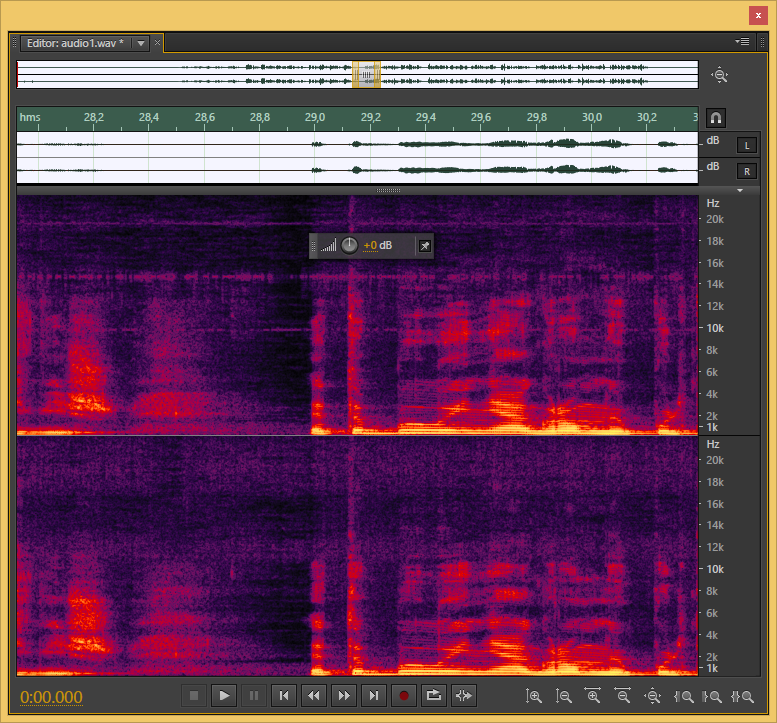 x
Editor: audio1.wav *
hms 28,2 28,4 28,6 28,8 29,0 29,2 29,4 29,6 29,8 30,0 30,2 3
dB L
dB R
Hz
20k
18k
+0 dB
16k
14k
12k
10k
8k
6k
4k
2k
1k
Hz
20k
18k
16k
14k
12k
10k
8k
6k
4k
2k
1k
0:00.000